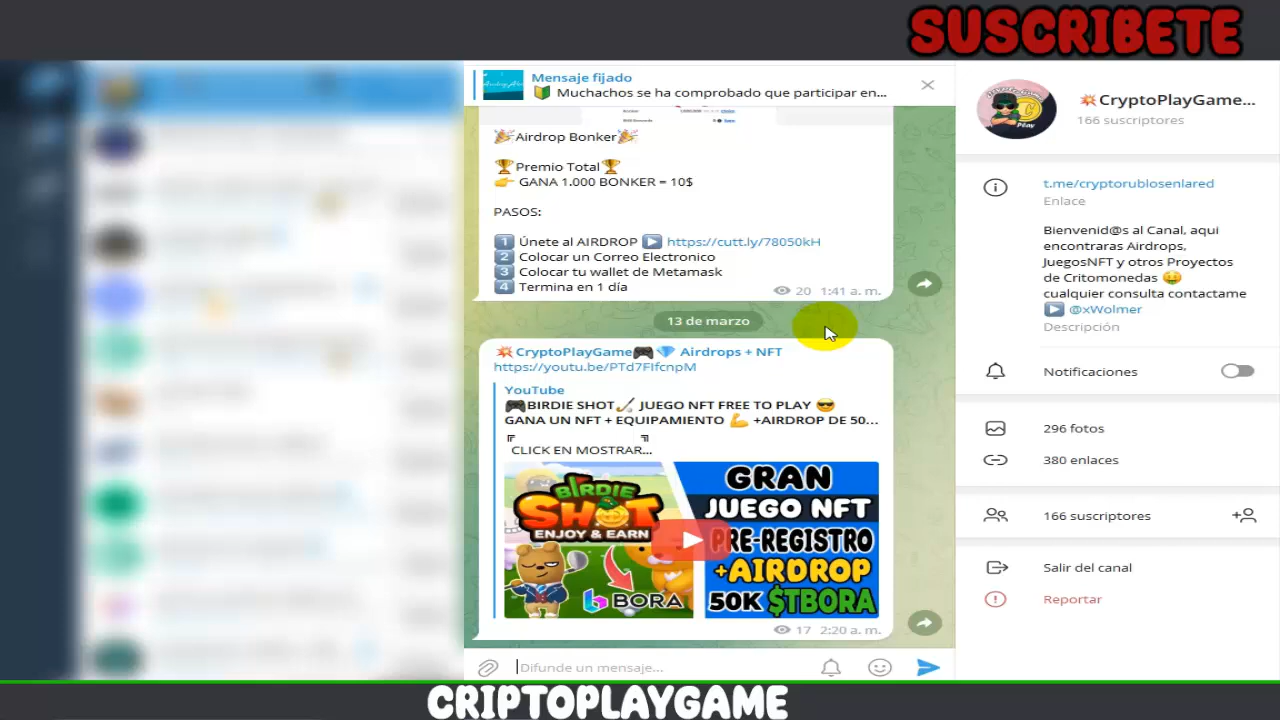 SUSCRIBETE
Mensaje fijado
🔰 Muchachos se ha comprobado que participar en...
🎉Airdrop Bonker🎉
🏆Premio Total🏆
👉 GANA 1.000 BONKER = 10$
PASOS:
1️⃣ Únete al AIRDROP ▶️ https://cutt.ly/78050kH
2️⃣ Colocar un Correo Electronico
3️⃣ Colocar tu wallet de Metamask
4️⃣ Termina en 1 día
20 1:41 a. m.
13 de marzo
💥CryptoPlayGame🎮💎 Airdrops + NFT
https://youtu.be/PTd7FIfcnpM
YouTube
🎮BIRDIE SHOT🏑 JUEGO NFT FREE TO PLAY 😎
GANA UN NFT + EQUIPAMIENTO 💪 +AIRDROP DE 50...
╔ ╗
CLICK EN MOSTRAR...
BIRDIE
SHOT
ENJOY & EARN
BORA
GRAN
JUEGO NFT
PRE-REGISTRO
+AIRDROP
50K $TBORA
17 2:20 a. m.
Difunde un mensaje...
💥CryptoPlayGame...
166 suscriptores
t.me/cryptorublosenlared
Enlace
Bienvenid@s al Canal, aqui
encontraras Airdrops,
JuegosNFT y otros Proyectos
de Critomonedas 🤑
cualquier consulta contactame
▶️ @xWolmer
Descripción
Notificaciones
296 fotos
380 enlaces
166 suscriptores
Salir del canal
Reportar
CRIPTOPLAYGAME